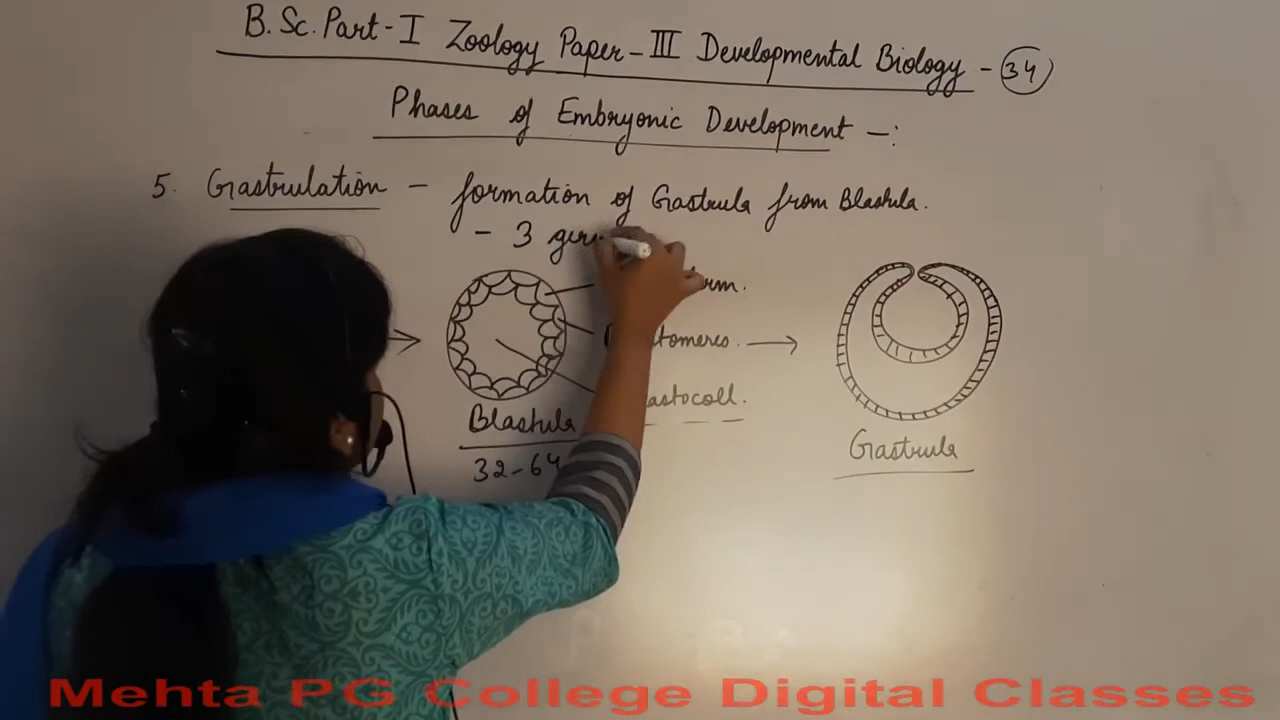 B.Sc. Part-I Zoology Paper-III Developmental Biology - 34
Phases of Embryonic Development -:
5. Gastrulation - formation of Gastrula from Blastula.
- 3
Blastula
32-64
Gastrula
Mehta PG College Digital Classes